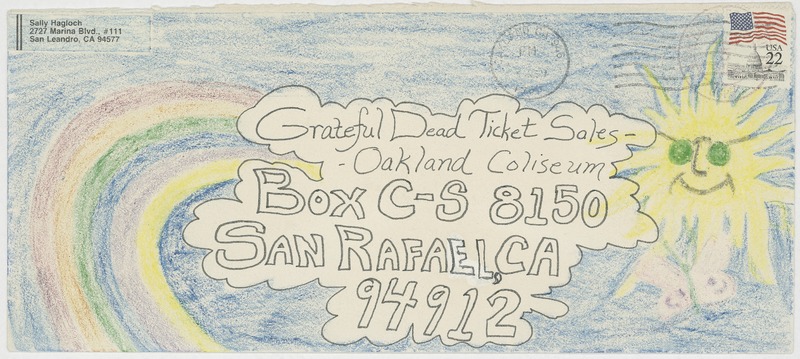 Sally Hagloch
2727 Marina Blvd., #111
San Leandro, CA 94577
USA
22
Grateful Dead Ticket Sales -
- Oakland Coliseum
Box C-S 8150
San Rafael, CA
94912